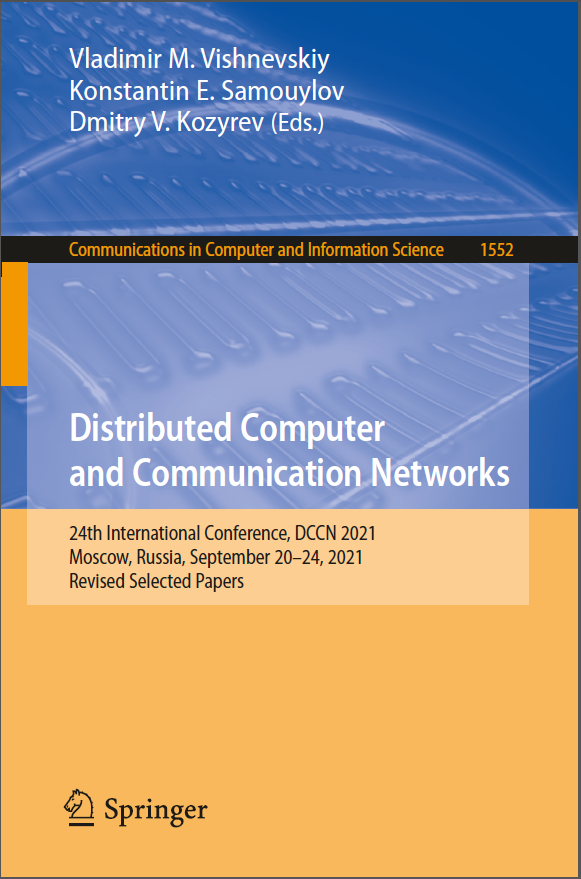 Vladimir M. Vishnevskiy
Konstantin E. Samouylov
Dmitry V. Kozyrev (Eds.)
Communications in Computer and Information Science 1552
Distributed Computer
and Communication Networks
24th International Conference, DCCN 2021
Moscow, Russia, September 20–24, 2021
Revised Selected Papers
Springer